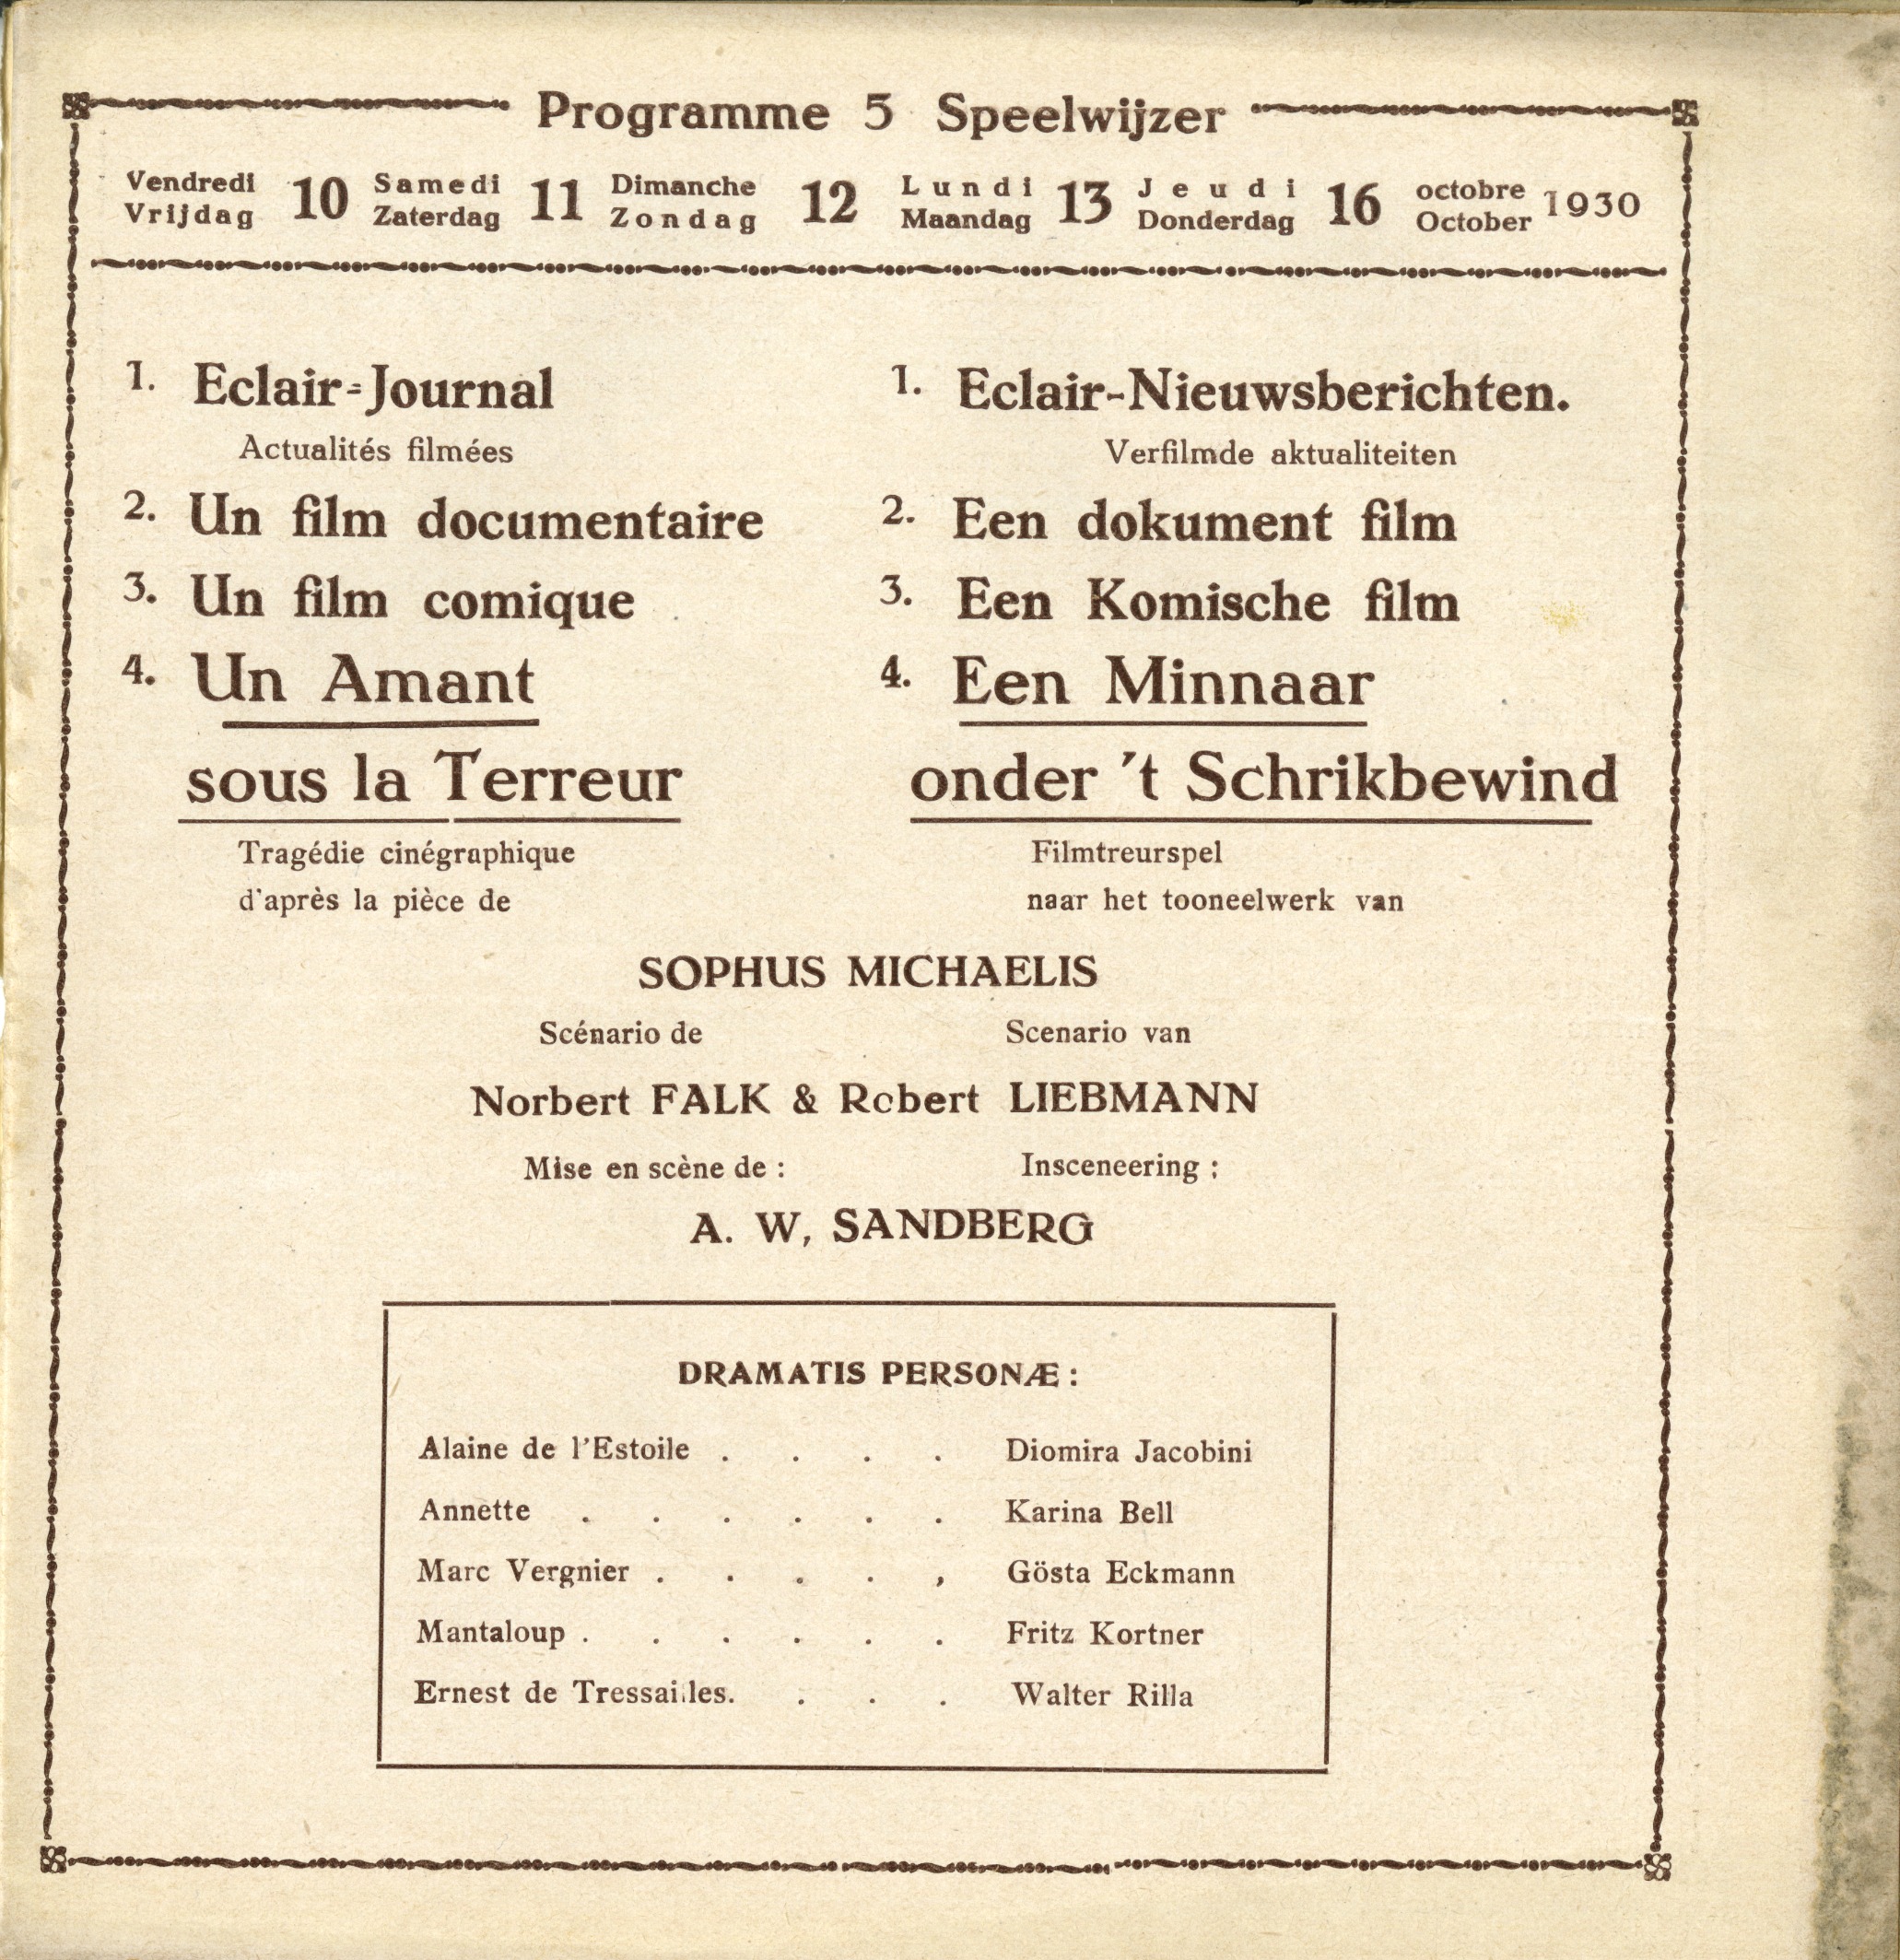 Programme 5 Speelwijzer
Vendredi 10 Samedi 11 Dimanche 12 Lundi 13 Jeudi 16 octobre 1930
Vrijdag Zaterdag Zondag Maandag Donderdag October
1. Eclair-Journal
Actualités filmées
2. Un film documentaire
3. Un film comique
4. Un Amant
sous la Terreur
Tragédie cinégraphique
d'après la pièce de
1. Eclair-Nieuwsberichten.
Verfilmde aktualiteiten
2. Een dokument film
3. Een Komische film
4. Een Minnaar
onder 't Schrikbewind
Filmtreurspel
naar het tooneelwerk van
SOPHUS MICHAELIS
Scénario de Scenario van
Norbert FALK & Robert LIEBMANN
Mise en scène de : Insceneering :
A. W, SANDBERG
DRAMATIS PERSONÆ :
Alaine de l'Estoile . . . . Diomira Jacobini
Annette . . . . . . Karina Bell
Marc Vergnier . . . . , Gösta Eckmann
Mantaloup . . . . . . Fritz Kortner
Ernest de Tressailles. . . . Walter Rilla